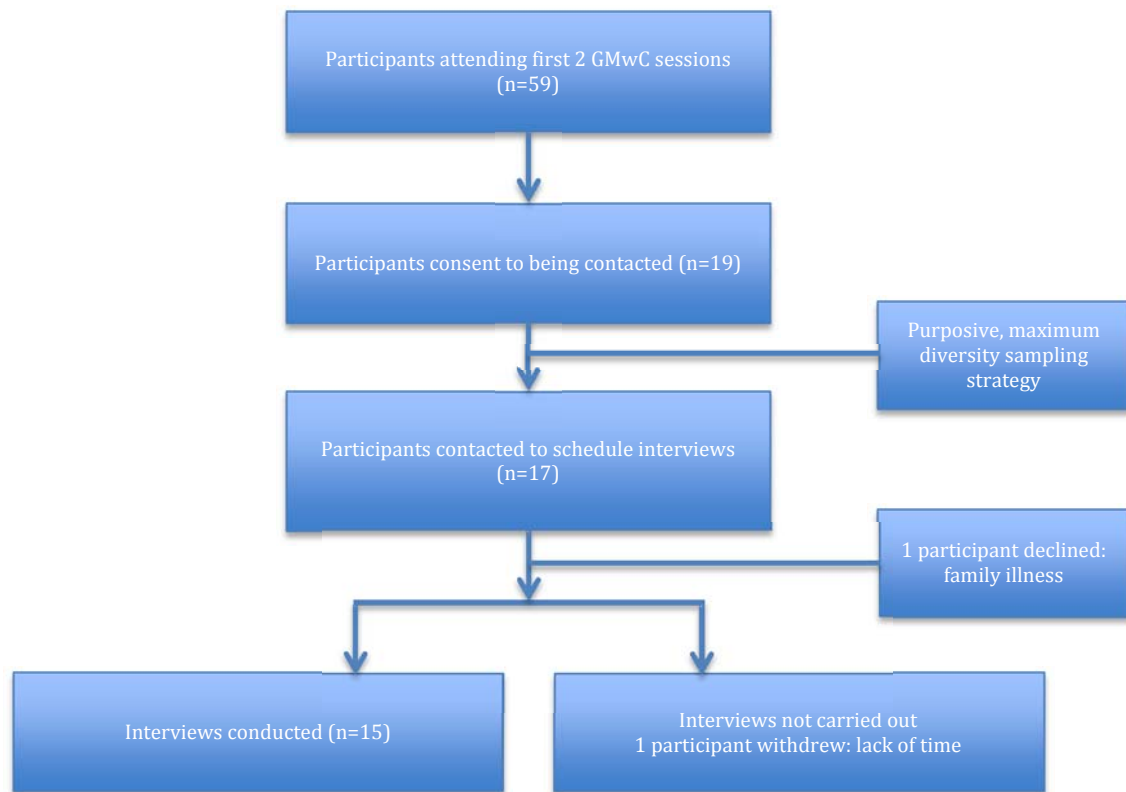 Participants attending first 2 GMwC sessions
(n=59)
Participants consent to being contacted (n=19)
Purposive, maximum
diversity sampling
strategy
Participants contacted to schedule interviews
(n=17)
1 participant declined:
family illness
Interviews conducted (n=15)
Interviews not carried out
1 participant withdrew: lack of time